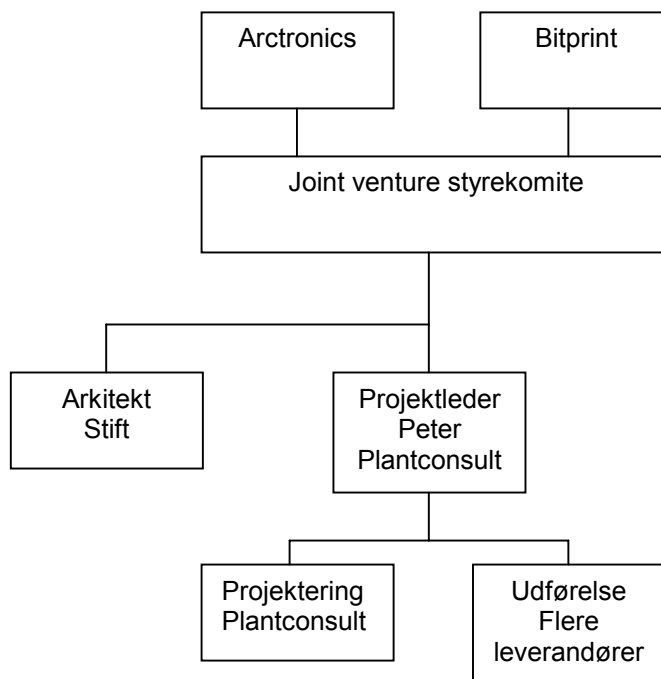 Arctronics
Bitprint
Joint venture styrekomite
Arkitekt
Stift
Projektleder
Peter
Plantconsult
Projektering
Plantconsult
Udførelse
Flere
leverandører